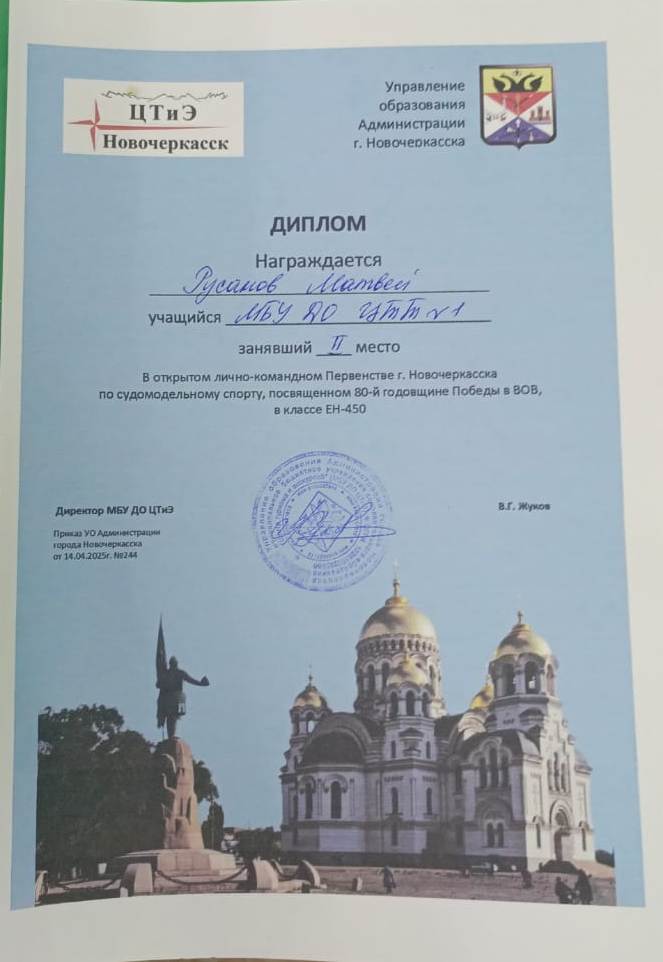 ЦТиЭ
Новочеркасск
Управление
образования
Администрации
г. Новочеркасска
ДИПЛОМ
Награждается
Русанов Матвей
учащийся МБУ ДО ЦТТ №1
занявший II место
В открытом лично-командном Первенстве г. Новочеркасска
по судомодельному спорту, посвященном 80-й годовщине Победы в ВОВ,
в классе ЕН-450
Директор МБУ ДО ЦТиЭ
В.Г. Жуков
Приказ УО Администрации
города Новочеркасска
от 14.04.2025г. №244